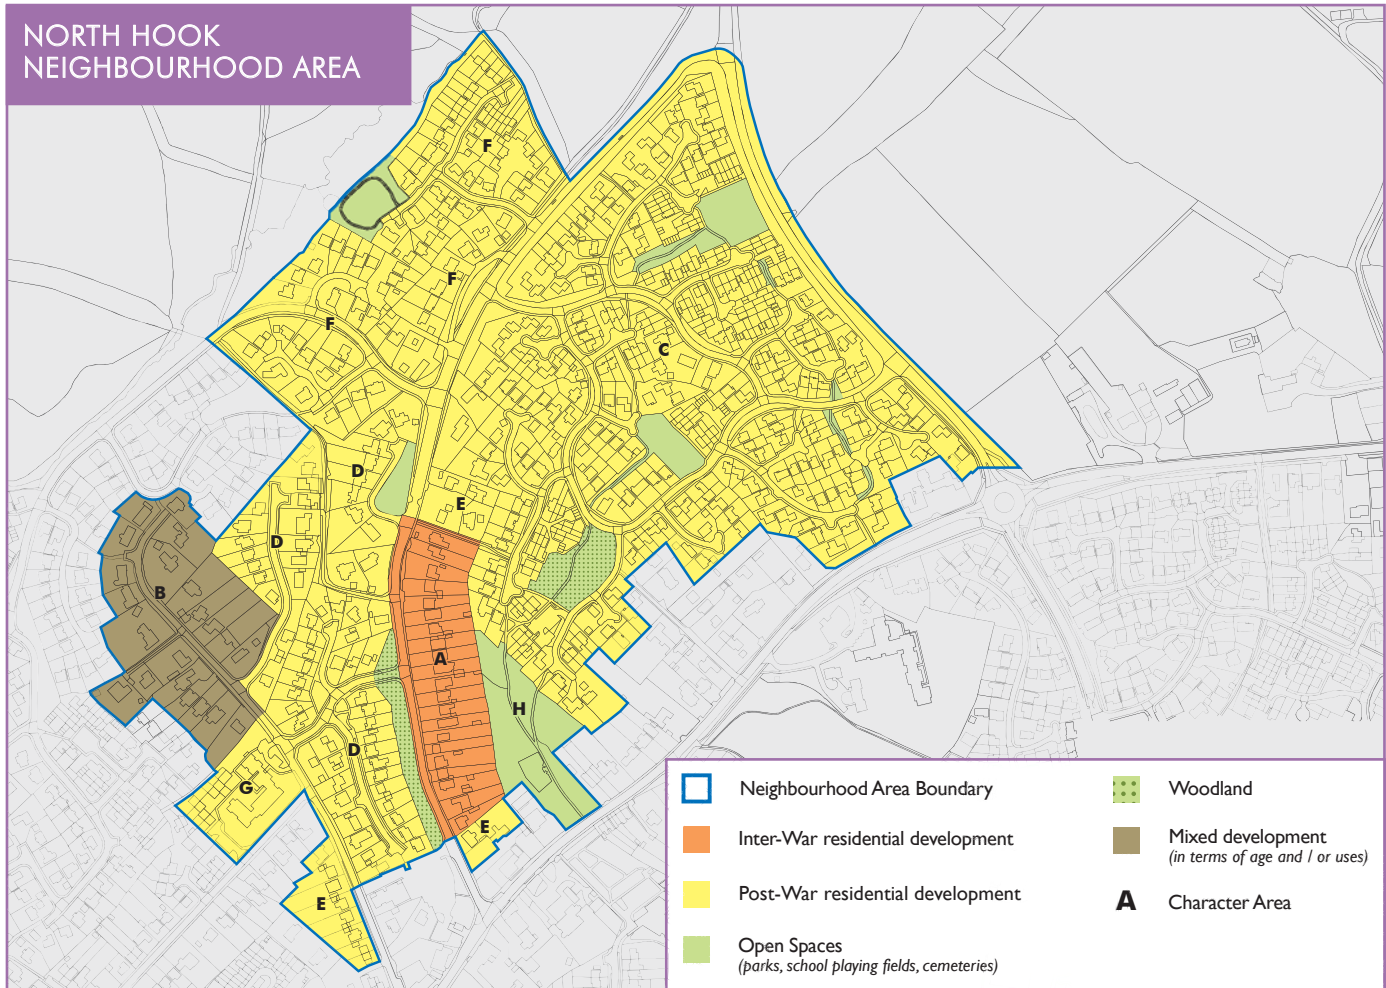 NORTH HOOK
NEIGHBOURHOOD AREA
F
F
F
C
D
E
D
B
A
H
D
G
E
E
Neighbourhood Area Boundary
Inter-War residential development
Post-War residential development
Open Spaces
(parks, school playing fields, cemeteries)
Woodland
Mixed development
(in terms of age and / or uses)
A Character Area